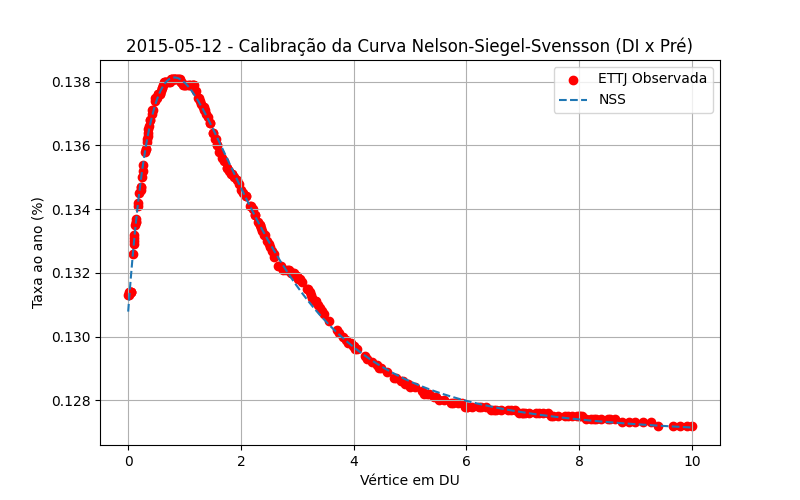 2015-05-12 - Calibração da Curva Nelson-Siegel-Svensson (DI x Pré)
ETTJ Observada
NSS
Taxa ao ano (%)
0.138
0.136
0.134
0.132
0.130
0.128
0
2
4
6
8
10
Vértice em DU